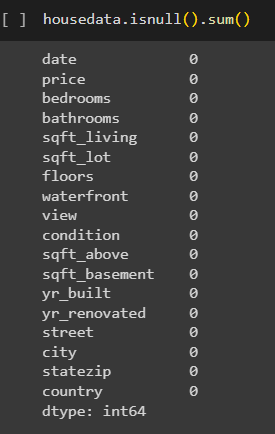 [ ] housedata.isnull().sum()
date 0
price 0
bedrooms 0
bathrooms 0
sqft_living 0
sqft_lot 0
floors 0
waterfront 0
view 0
condition 0
sqft_above 0
sqft_basement 0
yr_built 0
yr_renovated 0
street 0
city 0
statezip 0
country 0
dtype: int64